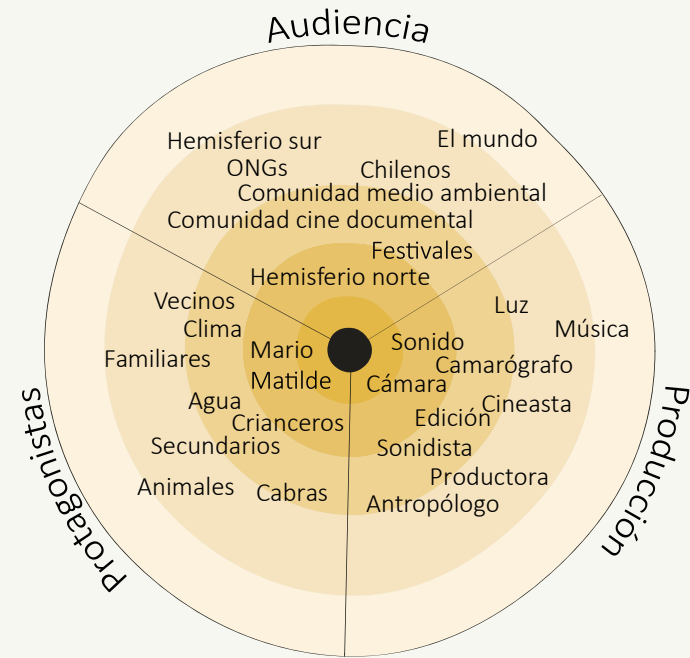 Audiencia
Hemisferio sur
El mundo
ONGs
Chilenos
Comunidad medio ambiental
Comunidad cine documental
Festivales
Hemisferio norte
Protagonistas
Vecinos
Clima
Familiares
Mario
Matilde
Agua
Crianceros
Secundarios
Animales
Cabras
Producción
Luz
Música
Sonido
Camarógrafo
Cámara
Cineasta
Edición
Sonidista
Productora
Antropólogo